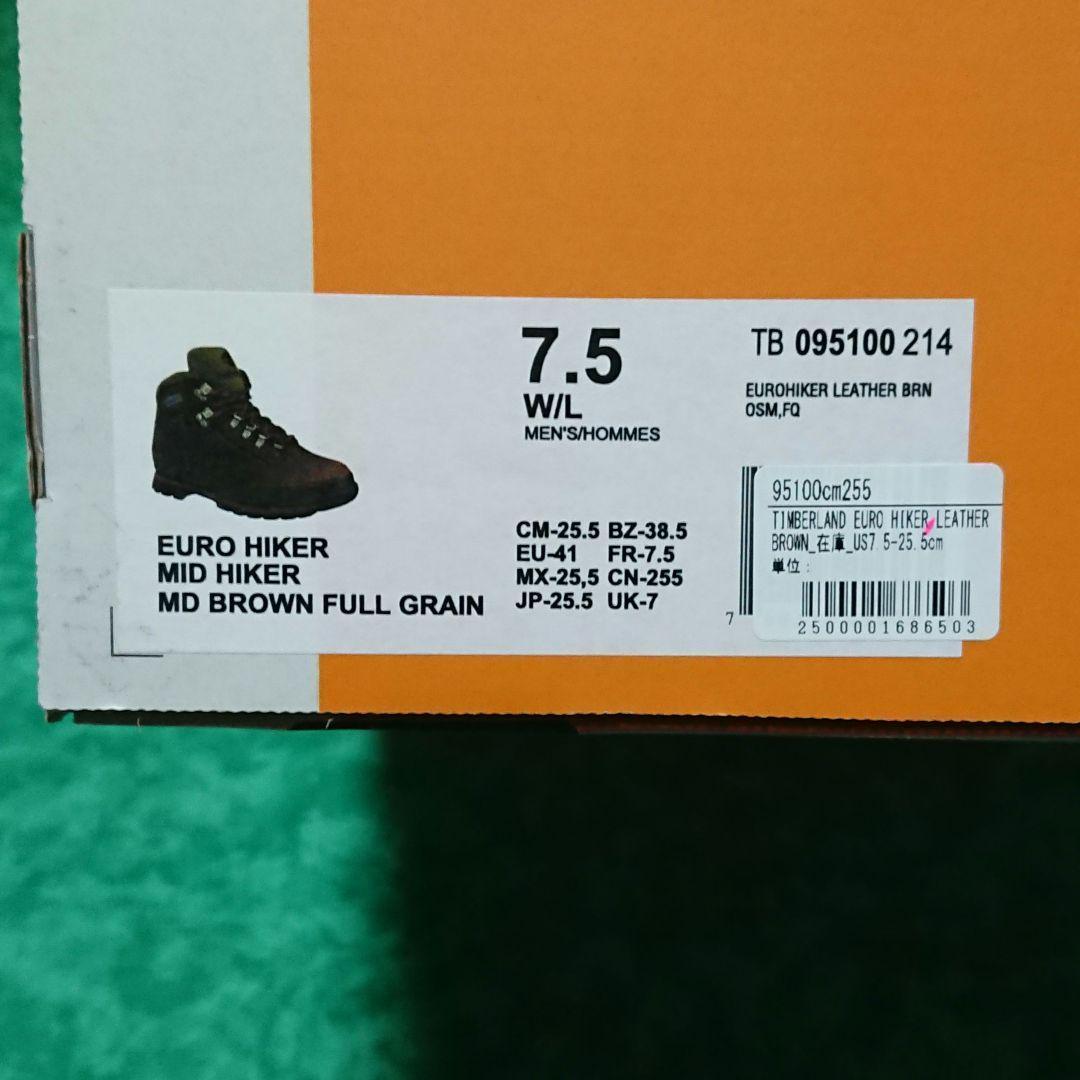 7.5
W/L
MEN'S/HOMMES
TB 095100 214
EUROHIKER LEATHER BRN
OSM,FQ
EURO HIKER
MID HIKER
MD BROWN FULL GRAIN
CM-25.5 BZ-38.5
EU-41 FR-7.5
MX-25,5 CN-255
JP-25.5 UK-7
7
95100cm255
TIMBERLAND EURO HIKER LEATHER
BROWN_在庫_US7.5-25.5cm
単位:
2500001686503